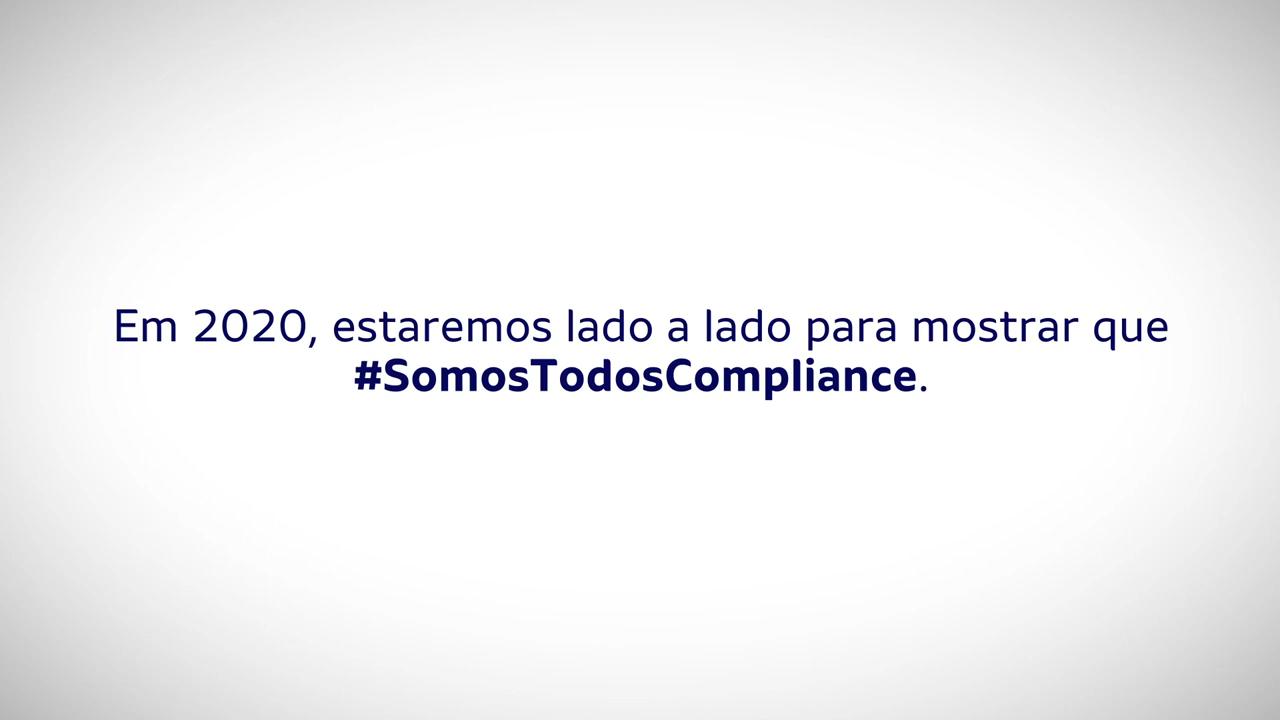 Em 2020, estaremos lado a lado para mostrar que
#SomosTodosCompliance.